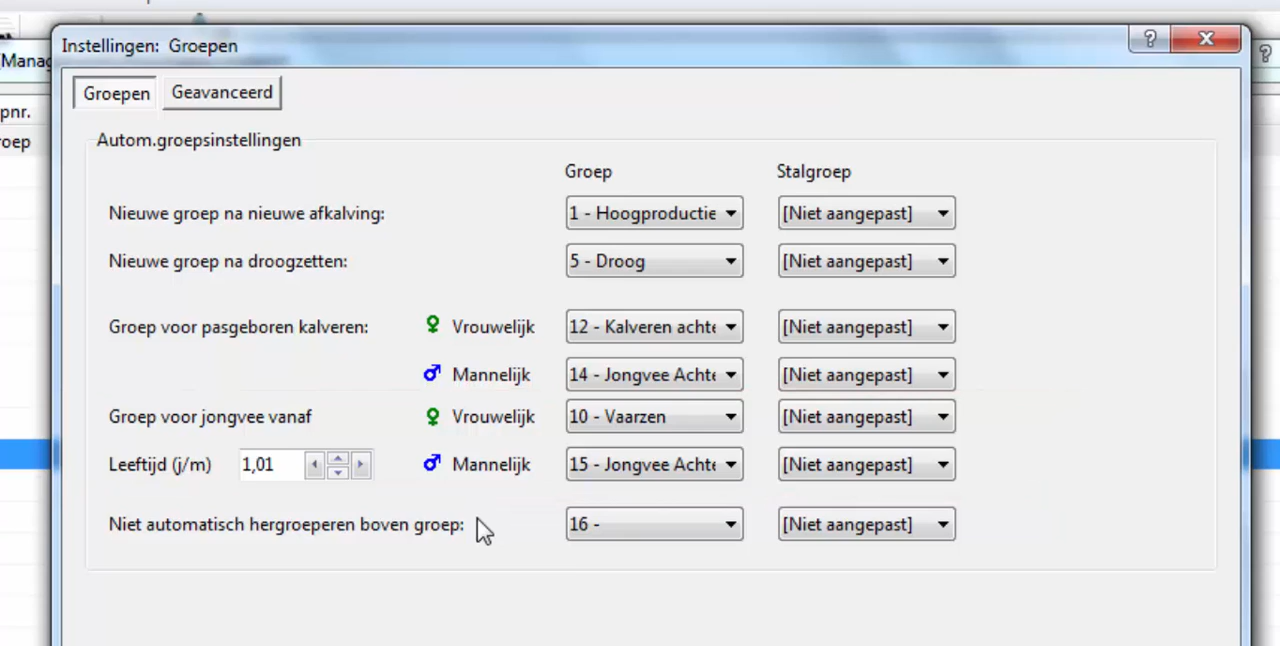 Instellingen: Groepen
(Manag
Groepen Geavanceerd
pnr.
roep
Autom.groepsinstellingen
Groep Stalgroep
Nieuwe groep na nieuwe afkalving: 1 - Hoogproductie [Niet aangepast]
Nieuwe groep na droogzetten: 5 - Droog [Niet aangepast]
Groep voor pasgeboren kalveren: Vrouwelijk 12 - Kalveren achte [Niet aangepast]
Mannelijk 14 - Jongvee Achte [Niet aangepast]
Groep voor jongvee vanaf Vrouwelijk 10 - Vaarzen [Niet aangepast]
Leeftijd (j/m) 1,01 Mannelijk 15 - Jongvee Achte [Niet aangepast]
Niet automatisch hergroeperen boven groep: 16 - [Niet aangepast]